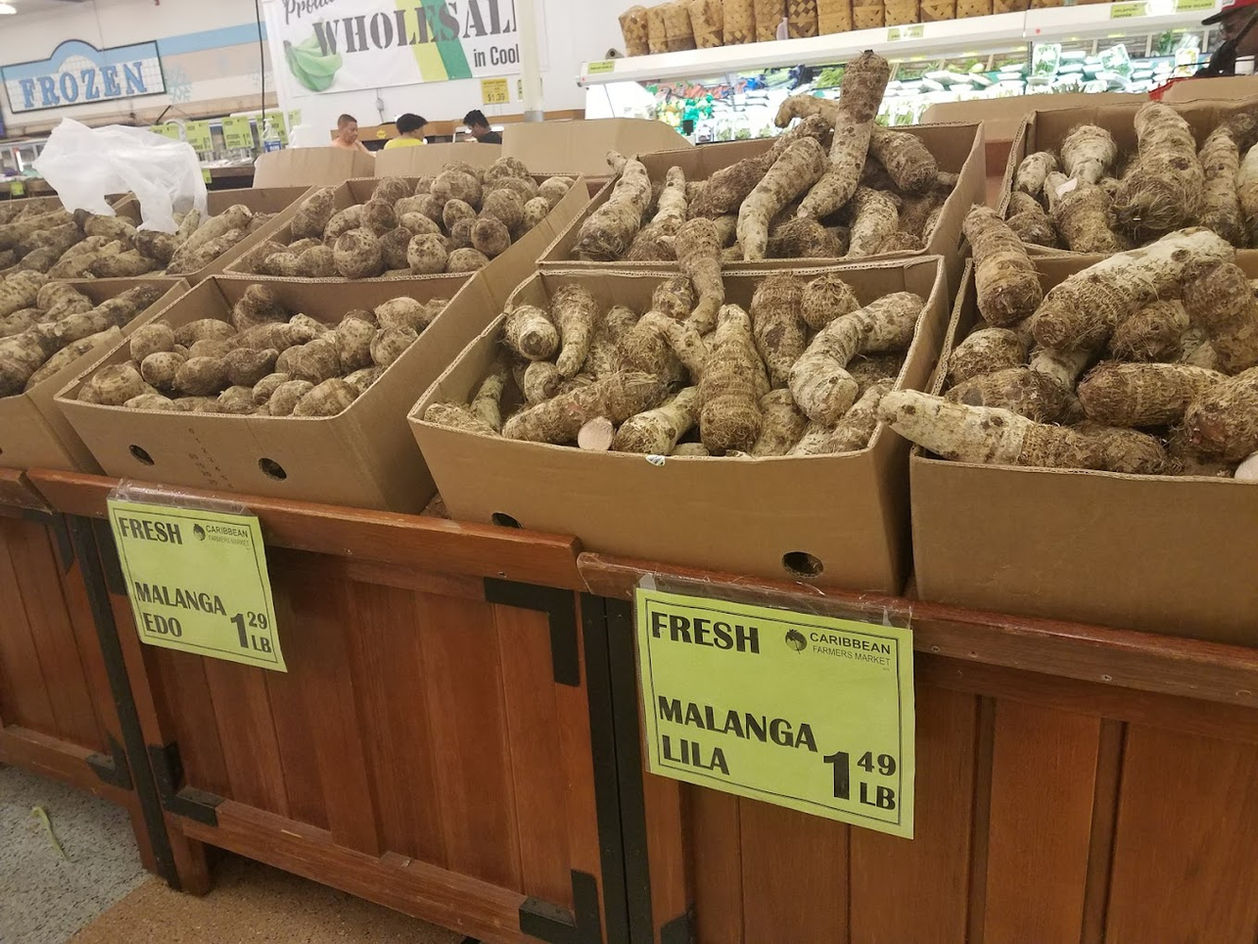 FROZEN
WHOLESAL
in Cool
FRESH
CARIBBEAN
FARMERS MARKET
MALANGA
EDO
1 29 LB
FRESH
CARIBBEAN
FARMERS MARKET
MALANGA
LILA
1 49 LB